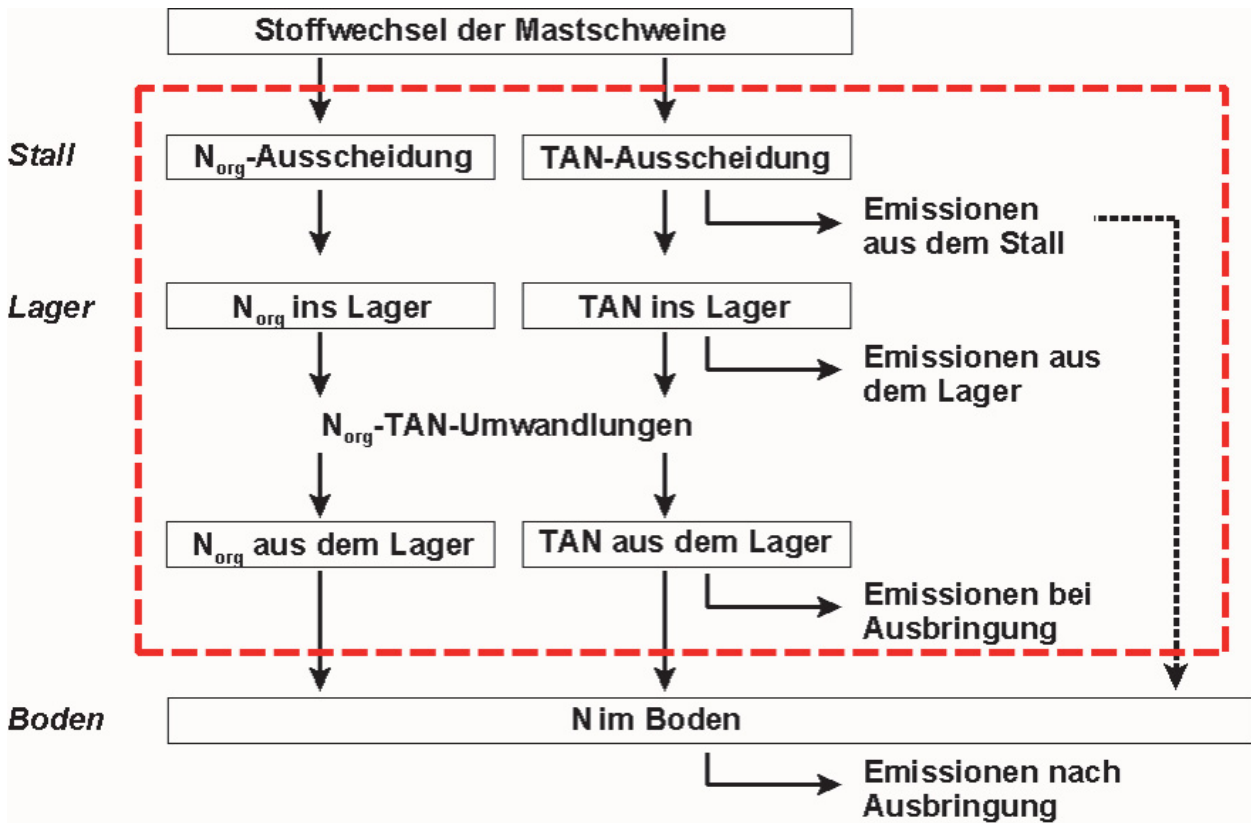 Stoffwechsel der Mastschweine
Stall
Norg-Ausscheidung
TAN-Ausscheidung
Emissionen
aus dem Stall
Lager
Norg ins Lager
TAN ins Lager
Emissionen aus
dem Lager
Norg-TAN-Umwandlungen
Norg aus dem Lager
TAN aus dem Lager
Emissionen bei
Ausbringung
Boden
N im Boden
Emissionen nach
Ausbringung